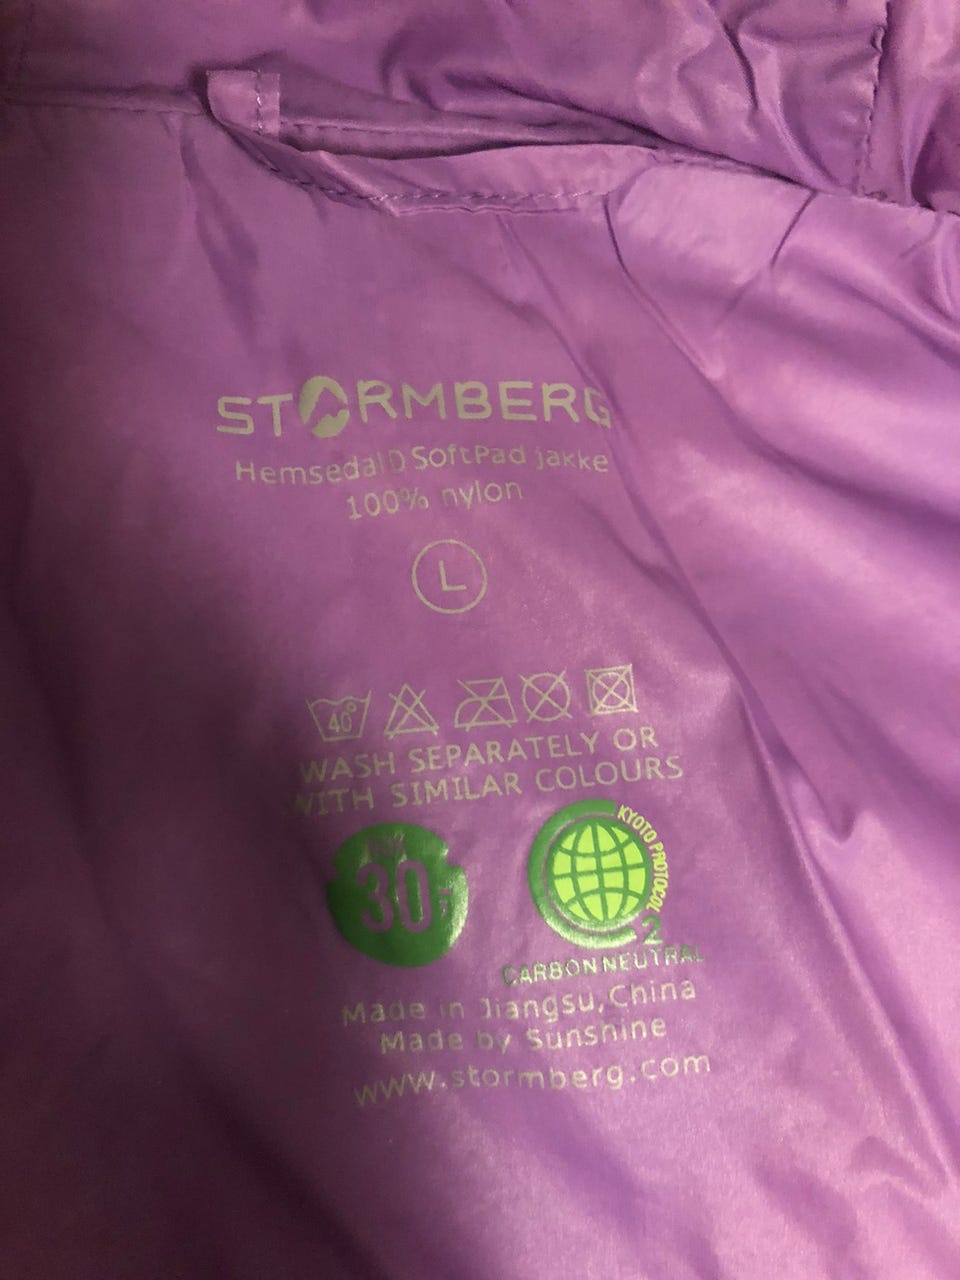 STORMBERG
Hemsedal D SoftPad jakke
100% nylon
L
40°
WASH SEPARATELY OR
WITH SIMILAR COLOURS
30
KYOTO PROTOCOL
2
CARBON NEUTRAL
Made in Jiangsu, China
Made by Sunshine
www.stormberg.com